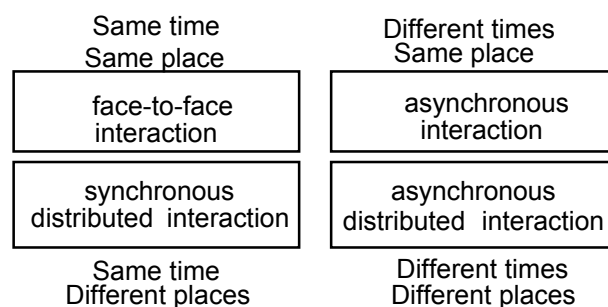 Same time
Same place
Different times
Same place
face-to-face
interaction
asynchronous
interaction
synchronous
distributed interaction
asynchronous
distributed interaction
Same time
Different places
Different times
Different places